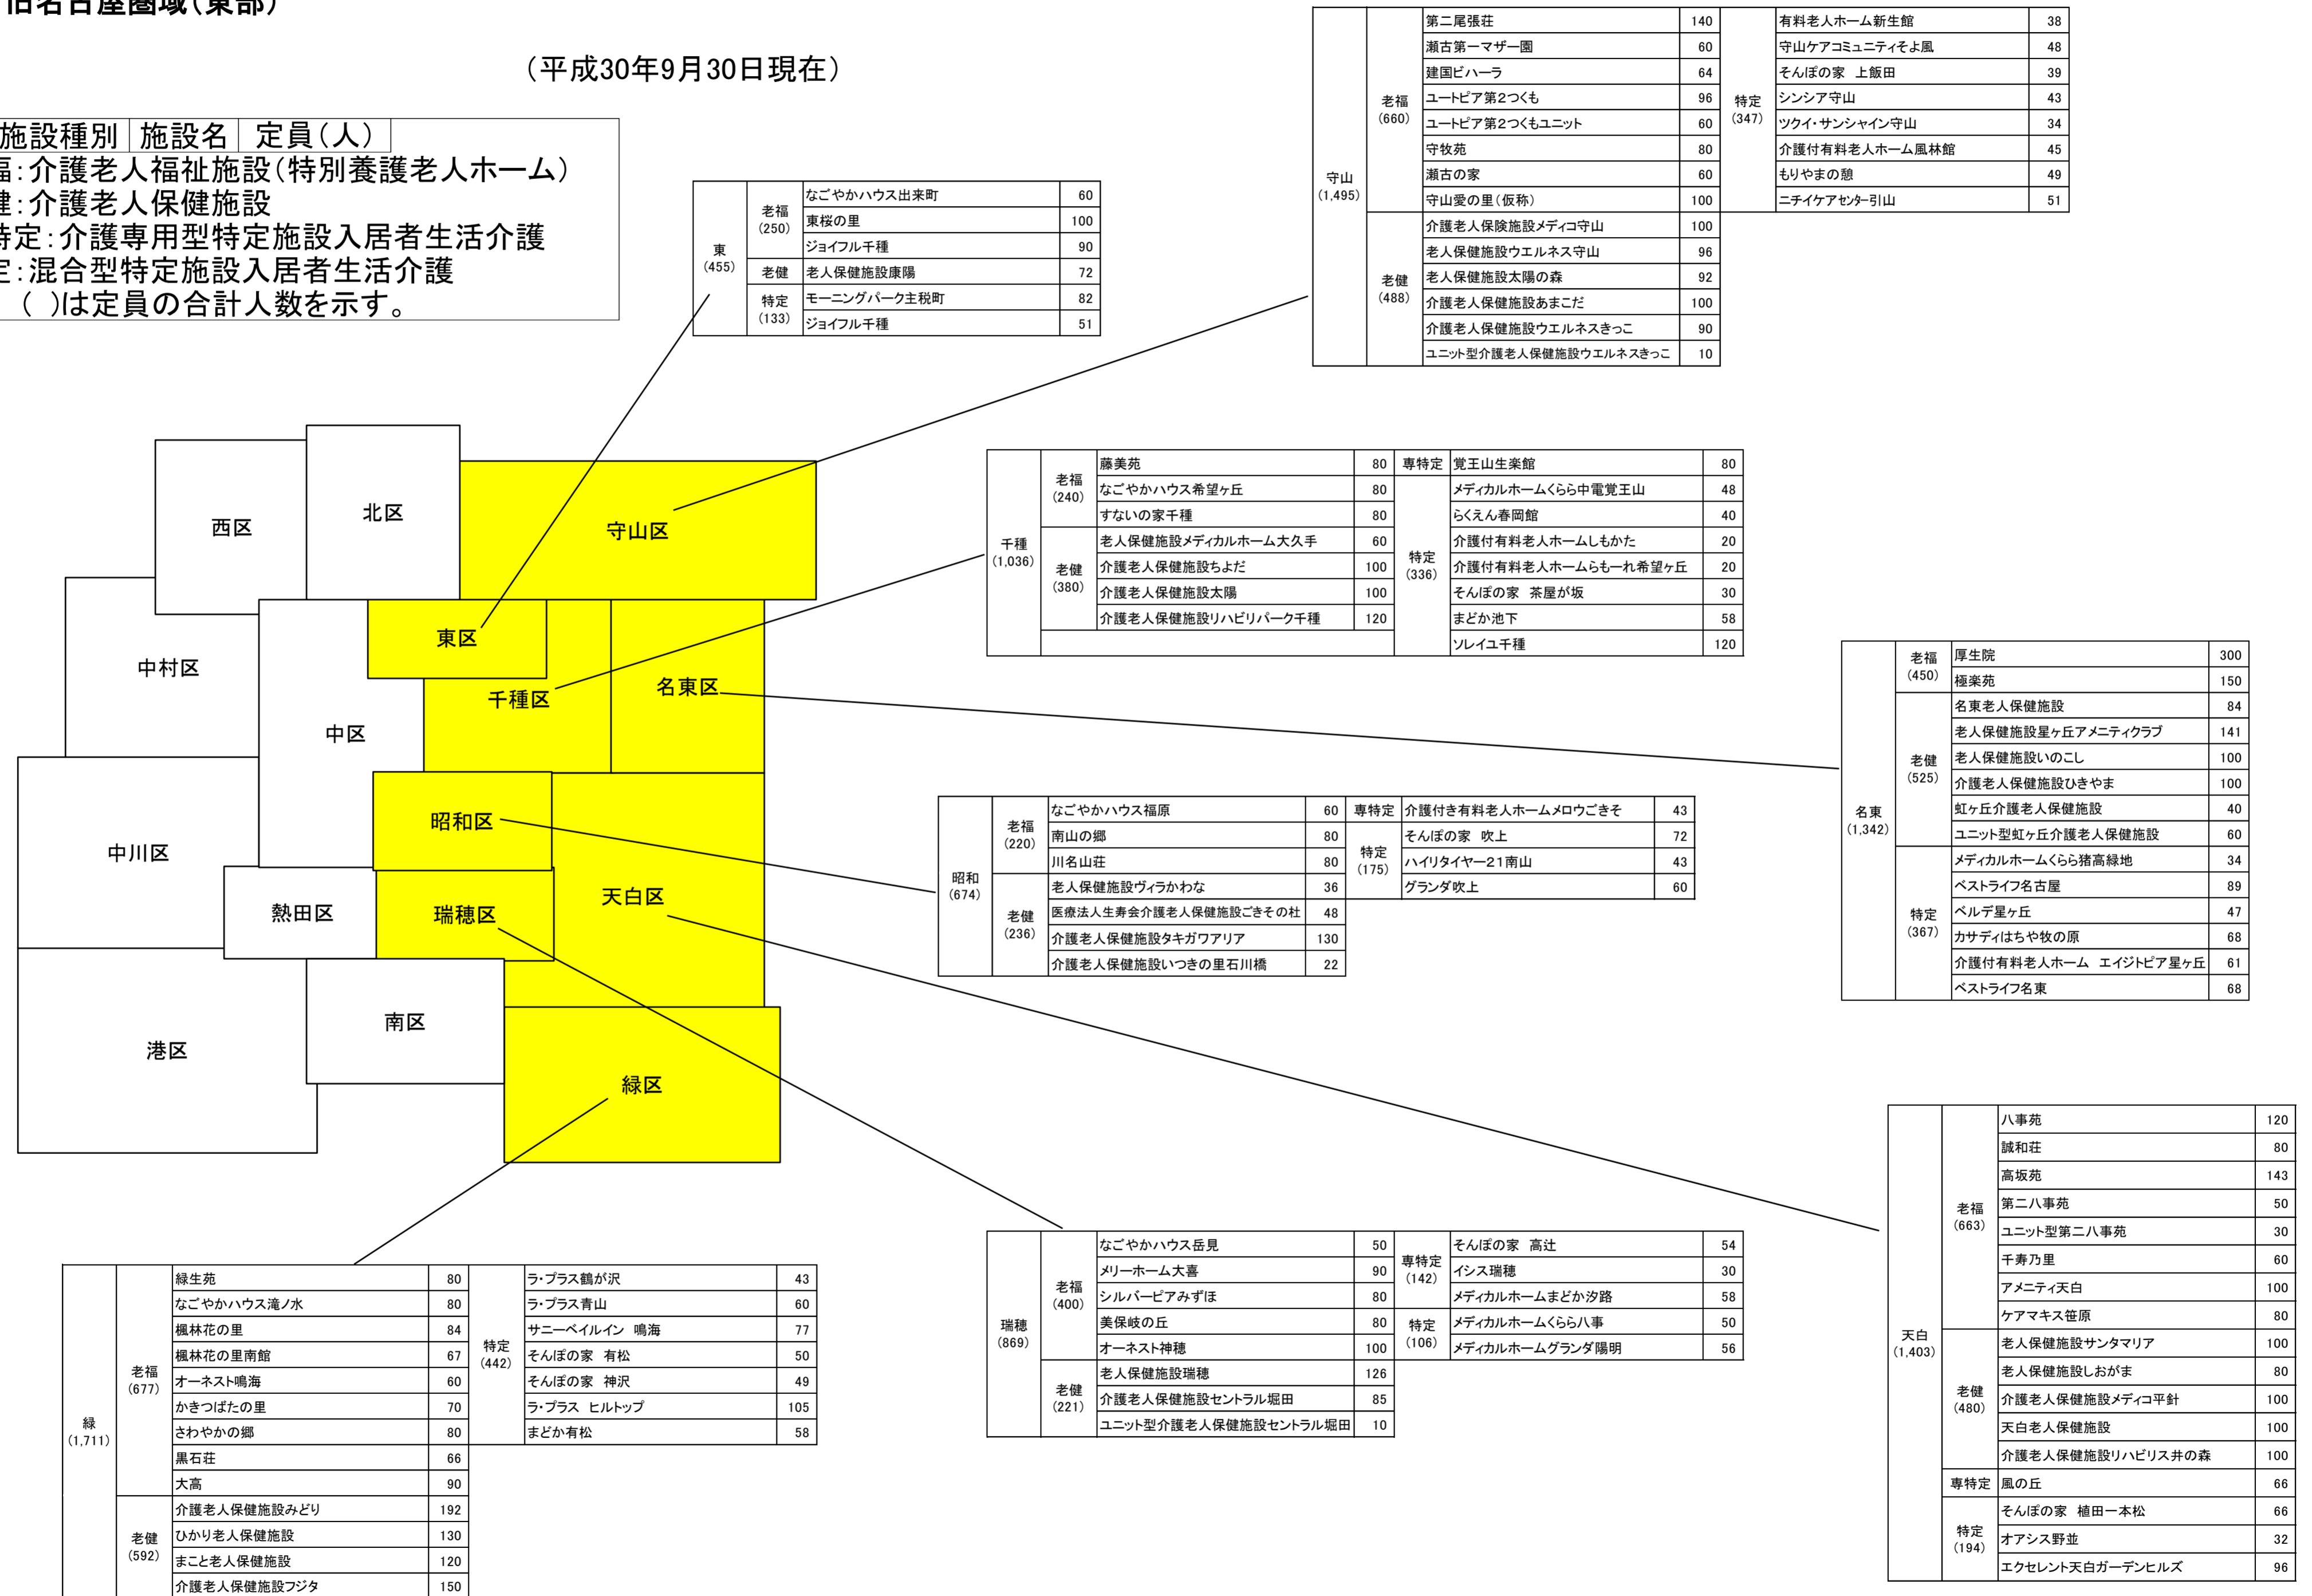 旧名古屋圏域（東部）
（平成30年9月30日現在）
施設種別 施設名 定員（人）
福：介護老人福祉施設（特別養護老人ホーム）
健：介護老人保健施設
特定：介護専用型特定施設入居者生活介護
定：混合型特定施設入居者生活介護
（ ）は定員の合計人数を示す。
東
(455)
老福
(250)
なごやかハウス出来町 60
東桜の里 100
ジョイフル千種 90
老健 老人保健施設康陽 72
特定
(133)
モーニングパーク主税町 82
ジョイフル千種 51
守山
(1,495)
老福
(660)
第二尾張荘 140
瀬古第一マザー園 60
建国ビハーラ 64
ユートピア第2つくも 96
ユートピア第2つくもユニット 60
守牧苑 80
瀬古の家 60
守山愛の里（仮称） 100
老健
(488)
介護老人保険施設メディコ守山 100
老人保健施設ウエルネス守山 96
老人保健施設太陽の森 92
介護老人保健施設あまこだ 100
介護老人保健施設ウエルネスきっこ 90
ユニット型介護老人保健施設ウエルネスきっこ 10
特定
(347)
有料老人ホーム新生館 38
守山ケアコミュニティそよ風 48
そんぽの家 上飯田 39
シンシア守山 43
ツクイ・サンシャイン守山 34
介護付有料老人ホーム風林館 45
もりやまの憩 49
ニチイケアセンター引山 51
西区
北区
守山区
中村区
東区
千種区
名東区
中区
中川区
昭和区
熱田区
瑞穂区
天白区
港区
南区
緑区
千種
(1,036)
老福
(240)
藤美苑 80
なごやかハウス希望ヶ丘 80
すないの家千種 80
老健
(380)
老人保健施設メディカルホーム大久手 60
介護老人保健施設ちよだ 100
介護老人保健施設太陽 100
介護老人保健施設リハビリパーク千種 120
専特定 覚王山生楽館 80
特定
(336)
メディカルホームくらら中電覚王山 48
らくえん春岡館 40
介護付有料老人ホームしもかた 20
介護付有料老人ホームらもーれ希望ヶ丘 20
そんぽの家 茶屋が坂 30
まどか池下 58
ソレイユ千種 120
名東
(1,342)
老福
(450)
厚生院 300
極楽苑 150
老健
(525)
名東老人保健施設 84
老人保健施設星ヶ丘アメニティクラブ 141
老人保健施設いのこし 100
介護老人保健施設ひきやま 100
虹ヶ丘介護老人保健施設 40
ユニット型虹ヶ丘介護老人保健施設 60
特定
(367)
メディカルホームくらら猪高緑地 34
ベストライフ名古屋 89
ベルデ星ヶ丘 47
カサディはちや牧の原 68
介護付有料老人ホーム エイジトピア星ヶ丘 61
ベストライフ名東 68
昭和
(674)
老福
(220)
なごやかハウス福原 60
南山の郷 80
川名山荘 80
老健
(236)
老人保健施設ヴィラかわな 36
医療法人生寿会介護老人保健施設ごきその杜 48
介護老人保健施設タキガワアリア 130
介護老人保健施設いつきの里石川橋 22
専特定 介護付き有料老人ホームメロウごきそ 43
特定
(175)
そんぽの家 吹上 72
ハイリタイヤー21南山 43
グランダ吹上 60
瑞穂
(869)
老福
(400)
なごやかハウス岳見 50
メリーホーム大喜 90
シルバーピアみずほ 80
美保岐の丘 80
オーネスト神穂 100
老健
(221)
老人保健施設瑞穂 126
介護老人保健施設セントラル堀田 85
ユニット型介護老人保健施設セントラル堀田 10
専特定
(142)
そんぽの家 高辻 54
イシス瑞穂 30
メディカルホームまどか汐路 58
特定
(106)
メディカルホームくらら八事 50
メディカルホームグランダ陽明 56
天白
(1,403)
老福
(663)
八事苑 120
誠和荘 80
高坂苑 143
第二八事苑 50
ユニット型第二八事苑 30
千寿乃里 60
アメニティ天白 100
ケアマキス笹原 80
老健
(480)
老人保健施設サンタマリア 100
老人保健施設しおがま 80
介護老人保健施設メディコ平針 100
天白老人保健施設 100
介護老人保健施設リハビリス井の森 100
専特定 風の丘 66
特定
(194)
そんぽの家 植田一本松 66
オアシス野並 32
エクセレント天白ガーデンヒルズ 96
緑
(1,711)
老福
(677)
緑生苑 80
なごやかハウス滝ノ水 80
楓林花の里 84
楓林花の里南館 67
オーネスト鳴海 60
かきつばたの里 70
さわやかの郷 80
黒石荘 66
大高 90
老健
(592)
介護老人保健施設みどり 192
ひかり老人保健施設 130
まこと老人保健施設 120
介護老人保健施設フジタ 150
特定
(442)
ラ・プラス鶴が沢 43
ラ・プラス青山 60
サニーベイルイン 鳴海 77
そんぽの家 有松 50
そんぽの家 神沢 49
ラ・プラス ヒルトップ 105
まどか有松 58